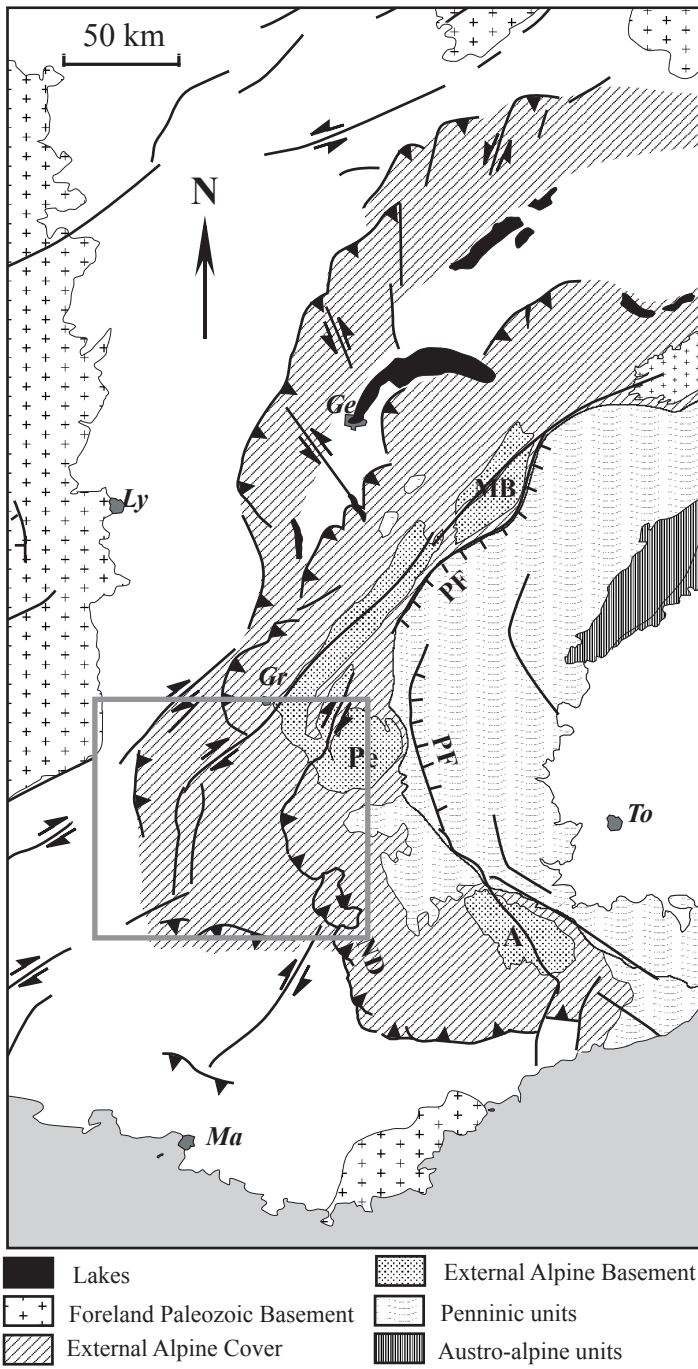 50 km
N
Ge
Ly
MB
PF
Gr
Pe
PF
To
A
ND
Ma
Lakes
Foreland Paleozoic Basement
External Alpine Cover
External Alpine Basement
Penninic units
Austro-alpine units